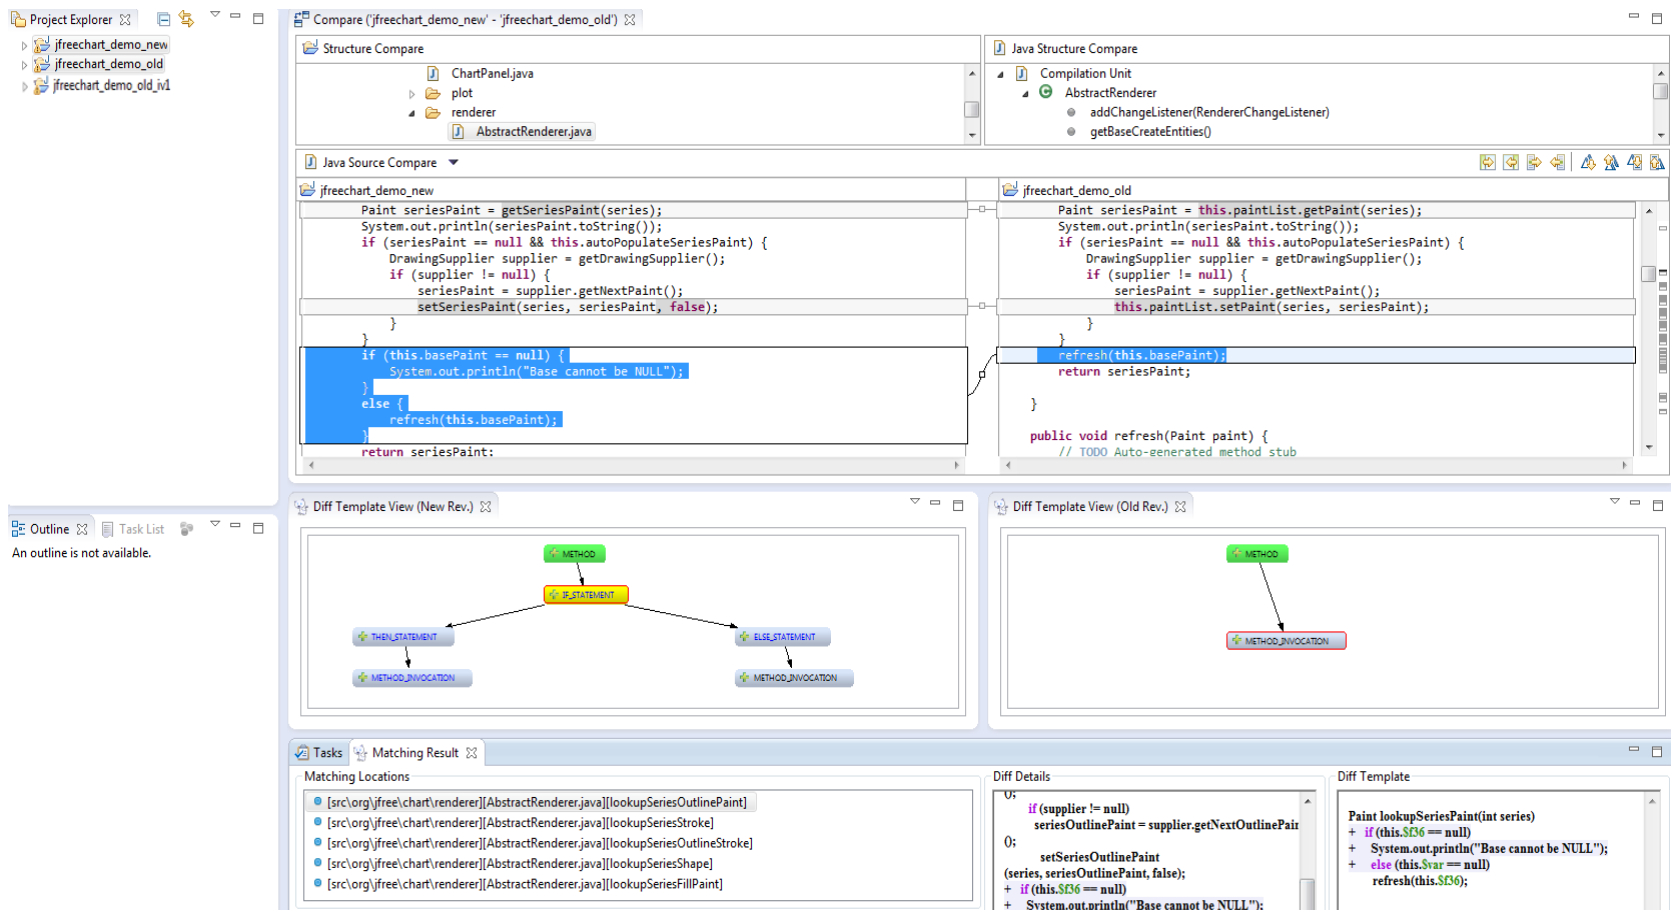 Project Explorer
jfreechart_demo_new
jfreechart_demo_old
jfreechart_demo_old_iv1
Outline
Task List
An outline is not available.
Compare ('jfreechart_demo_new' - 'jfreechart_demo_old')
Structure Compare
ChartPanel.java
plot
renderer
AbstractRenderer.java
Java Structure Compare
Compilation Unit
AbstractRenderer
addChangeListener(RendererChangeListener)
getBaseCreateEntities()
Java Source Compare
jfreechart_demo_new
Paint seriesPaint = getSeriesPaint(series);
System.out.println(seriesPaint.toString());
if (seriesPaint == null && this.autoPopulateSeriesPaint) {
DrawingSupplier supplier = getDrawingSupplier();
if (supplier != null) {
seriesPaint = supplier.getNextPaint();
setSeriesPaint(series, seriesPaint, false);
}
}
if (this.basePaint == null) {
System.out.println("Base cannot be NULL");
}
else {
refresh(this.basePaint);
}
return seriesPaint;
jfreechart_demo_old
Paint seriesPaint = this.paintList.getPaint(series);
System.out.println(seriesPaint.toString());
if (seriesPaint == null && this.autoPopulateSeriesPaint) {
DrawingSupplier supplier = getDrawingSupplier();
if (supplier != null) {
seriesPaint = supplier.getNextPaint();
this.paintList.setPaint(series, seriesPaint);
}
}
refresh(this.basePaint);
return seriesPaint;
}
public void refresh(Paint paint) {
// TODO Auto-generated method stub
Diff Template View (New Rev.)
METHOD
IF_STATEMENT
THEN_STATEMENT
ELSE_STATEMENT
METHOD_INVOCATION
METHOD_INVOCATION
Diff Template View (Old Rev.)
METHOD
METHOD_INVOCATION
Tasks
Matching Result
Matching Locations
[src\org\jfree\chart\renderer][AbstractRenderer.java][lookupSeriesOutlinePaint]
[src\org\jfree\chart\renderer][AbstractRenderer.java][lookupSeriesStroke]
[src\org\jfree\chart\renderer][AbstractRenderer.java][lookupSeriesOutlineStroke]
[src\org\jfree\chart\renderer][AbstractRenderer.java][lookupSeriesShape]
[src\org\jfree\chart\renderer][AbstractRenderer.java][lookupSeriesFillPaint]
Diff Details
();
if (supplier != null)
seriesOutlinePaint = supplier.getNextOutlinePain
();
setSeriesOutlinePaint
(series, seriesOutlinePaint, false);
+ if (this.$f36 == null)
+ System.out.println("Base cannot be NULL");
Diff Template
Paint lookupSeriesPaint(int series)
+ if (this.$f36 == null)
+ System.out.println("Base cannot be NULL");
+ else (this.$var == null)
refresh(this.$f36);